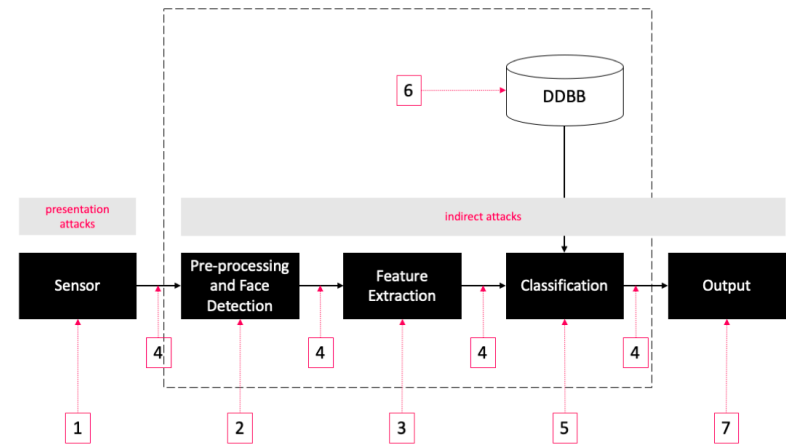 6
DDBB
presentation
attacks
indirect attacks
Sensor
Pre-processing
and Face
Detection
Feature
Extraction
Classification
Output
4
4
4
4
1
2
3
5
7